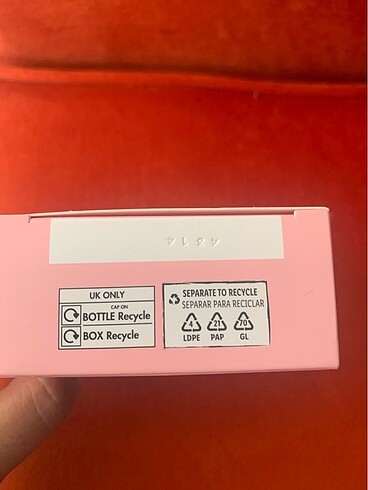 UK ONLY
CAP ON
BOTTLE Recycle
BOX Recycle
SEPARATE TO RECYCLE
SEPARAR PARA RECICLAR
4 21 70
LDPE PAP GL